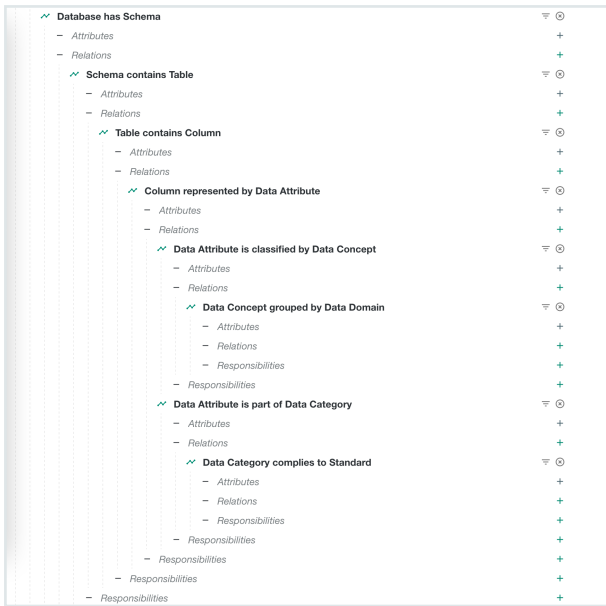 Database has Schema
– Attributes +
– Relations +
Schema contains Table
– Attributes +
– Relations +
Table contains Column
– Attributes +
– Relations +
Column represented by Data Attribute
– Attributes +
– Relations +
Data Attribute is classified by Data Concept
– Attributes +
– Relations +
Data Concept grouped by Data Domain
– Attributes +
– Relations +
– Responsibilities +
– Responsibilities +
Data Attribute is part of Data Category
– Attributes +
– Relations +
Data Category complies to Standard
– Attributes +
– Relations +
– Responsibilities +
– Responsibilities +
– Responsibilities +
– Responsibilities +
– Responsibilities +